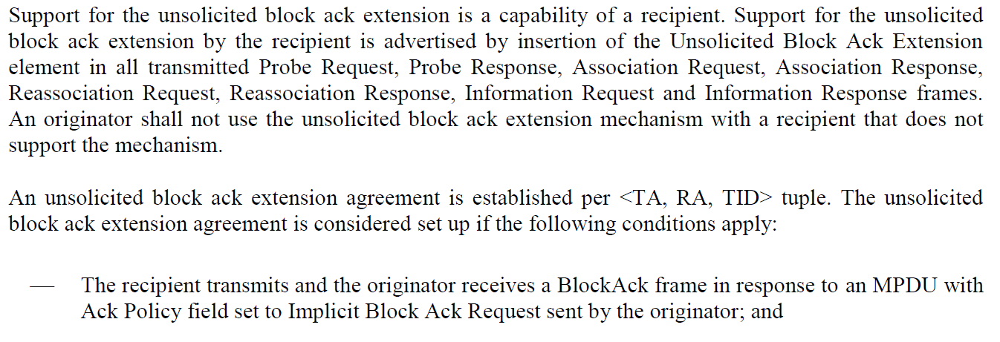 Support for the unsolicited block ack extension is a capability of a recipient. Support for the unsolicited
block ack extension by the recipient is advertised by insertion of the Unsolicited Block Ack Extension
element in all transmitted Probe Request, Probe Response, Association Request, Association Response,
Reassociation Request, Reassociation Response, Information Request and Information Response frames.
An originator shall not use the unsolicited block ack extension mechanism with a recipient that does not
support the mechanism.
An unsolicited block ack extension agreement is established per <TA, RA, TID> tuple. The unsolicited
block ack extension agreement is considered set up if the following conditions apply:
— The recipient transmits and the originator receives a BlockAck frame in response to an MPDU with
Ack Policy field set to Implicit Block Ack Request sent by the originator; and